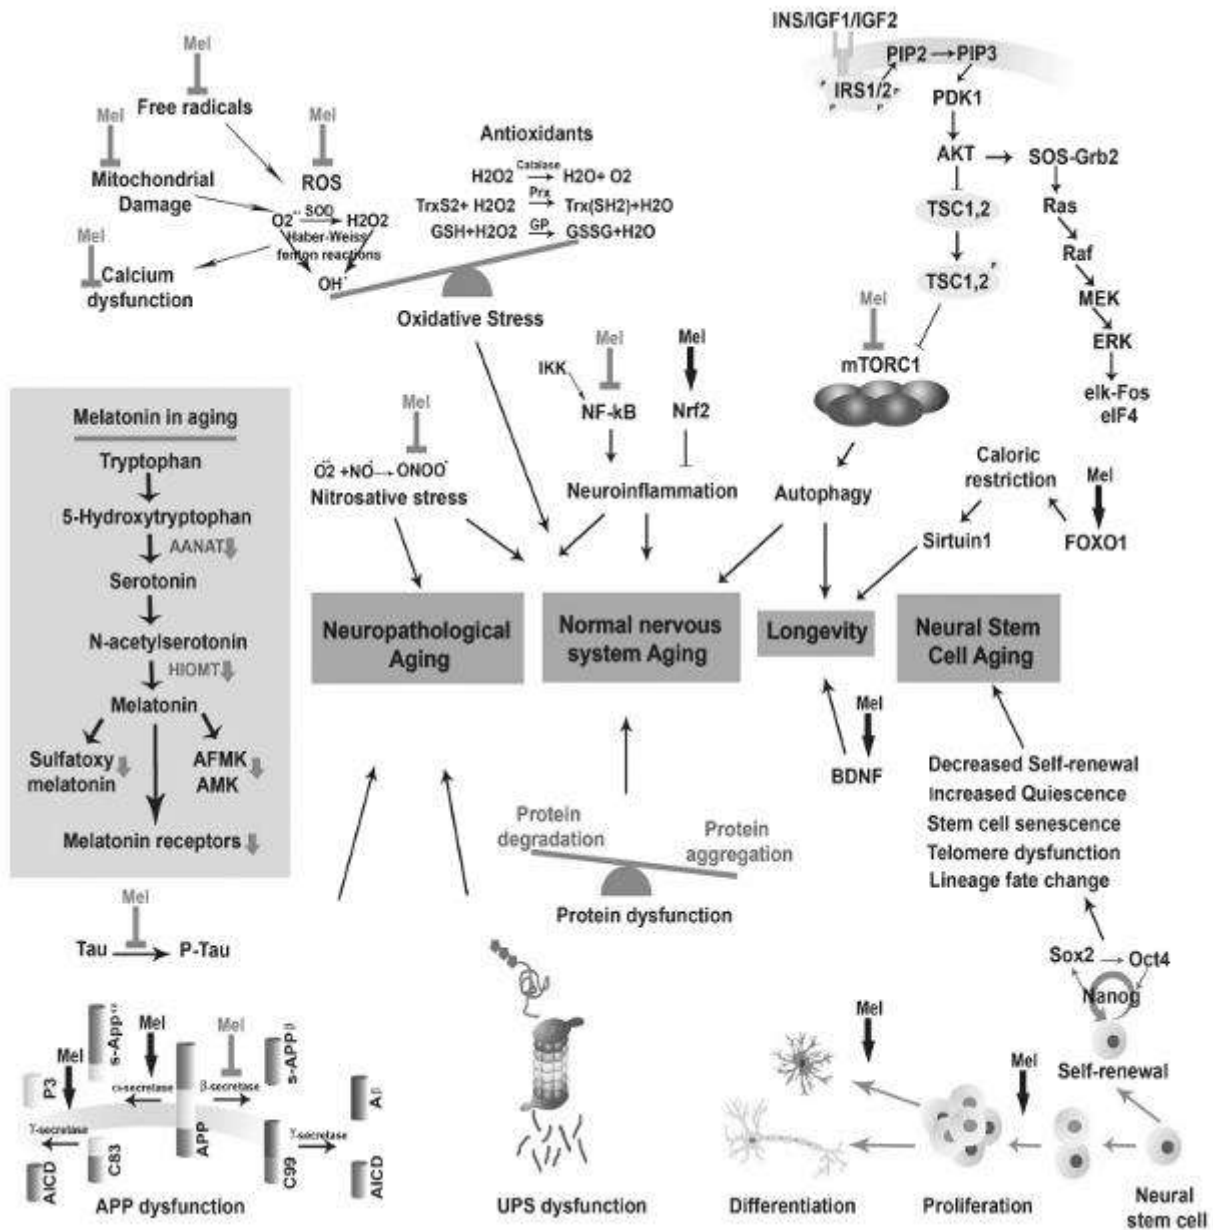 Mel
Free radicals
Mel
Mitochondrial
Damage
Mel
ROS
O2·· SOD H2O2
Haber-Weiss
fenton reactions
OH·
Mel
Calcium
dysfunction
Antioxidants
H2O2 Catalase H2O+ O2
TrxS2+ H2O2 Prx Trx(SH2)+H2O
GSH+H2O2 GP GSSG+H2O
Oxidative Stress
INS/IGF1/IGF2
PIP2 PIP3
P IRS1/2 P
P P
PDK1
AKT
SOS-Grb2
TSC1,2
Ras
Raf
TSC1,2 P
MEK
ERK
elk-Fos
eIF4
Mel
mTORC1
Mel
IKK
NF-kB
Mel
Nrf2
Neuroinflammation
Mel
O2 +NO ONOO
Nitrosative stress
Autophagy
Caloric
restriction
Mel
Sirtuin1
FOXO1
Melatonin in aging
Tryptophan
5-Hydroxytryptophan
AANAT
Serotonin
N-acetylserotonin
HIOMT
Melatonin
Sulfatoxy
melatonin
AFMK
AMK
Melatonin receptors
Neuropathological
Aging
Normal nervous
system Aging
Longevity
Neural Stem
Cell Aging
Mel
BDNF
Decreased Self-renewal
Increased Quiescence
Stem cell senescence
Telomere dysfunction
Lineage fate change
Protein
degradation
Protein
aggregation
Protein dysfunction
Mel
Tau P-Tau
s-App α
Mel
Mel
Mel
s-APP β
P3
α-secretase
β-secretase
Aβ
γ-secretase
C83
APP
C99
γ-secretase
AICD
AICD
APP dysfunction
UPS dysfunction
Sox2 Oct4
Nanog
Self-renewal
Mel
Mel
Differentiation
Proliferation
Neural
stem cell